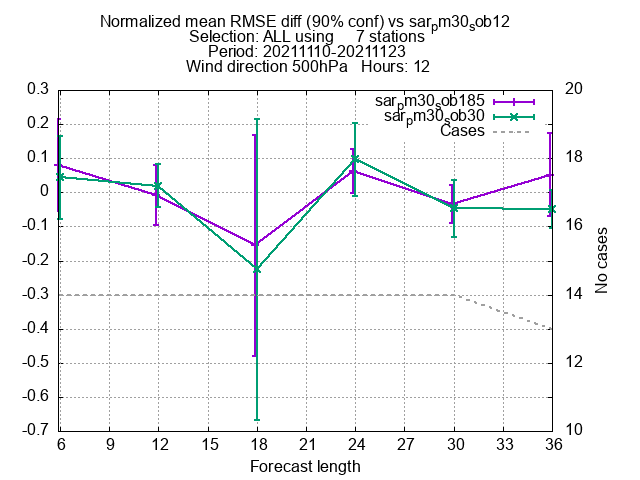 Normalized mean RMSE diff (90% conf) vs sarpm30sob12
Selection: ALL using 7 stations
Period: 20211110-20211123
Wind direction 500hPa Hours: 12
sarpm30sob185
sarpm30sob30
Cases
0.3
0.2
0.1
0
-0.1
-0.2
-0.3
-0.4
-0.5
-0.6
-0.7
20
18
16
14
12
10
No cases
6 9 12 15 18 21 24 27 30 33 36
Forecast length